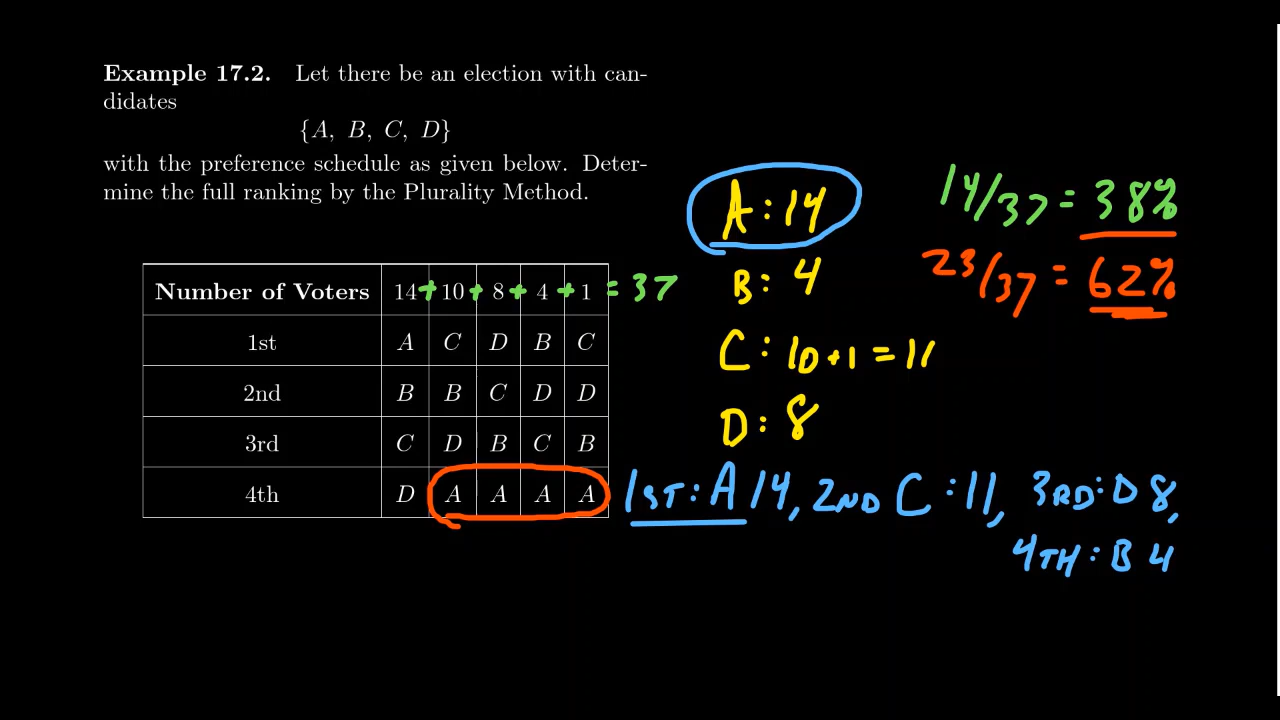 Example 17.2. Let there be an election with can-
didates
{A, B, C, D}
with the preference schedule as given below. Deter-
mine the full ranking by the Plurality Method.
Number of Voters 14 + 10 + 8 + 4 + 1 = 37
1st A C D B C
2nd B B C D D
3rd C D B C B
4th D A A A A
A : 14
B : 4
C : 10 + 1 = 11
D : 8
14/37 = 38%
23/37 = 62%
1ST : A 14, 2ND C : 11, 3RD : D 8,
4TH : B 4